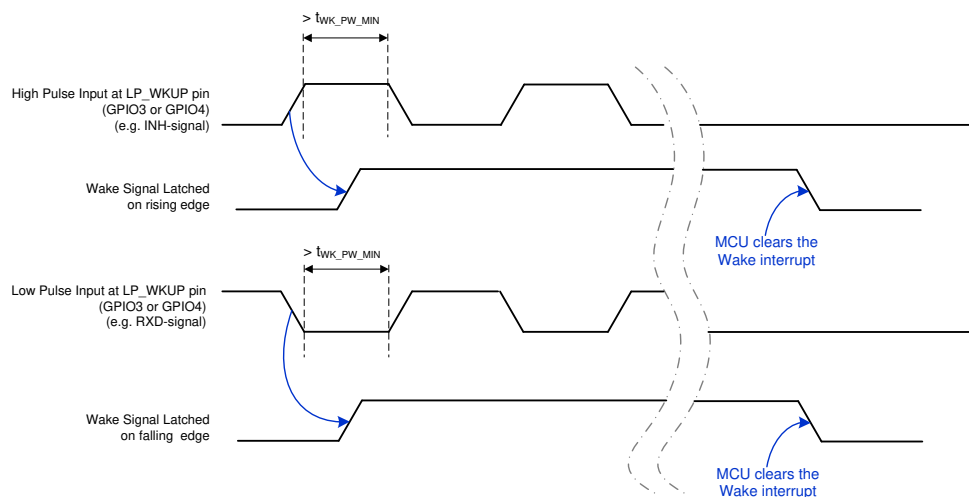 > tWK_PW_MIN
High Pulse Input at LP_WKUP pin
(GPIO3 or GPIO4)
(e.g. INH-signal)
Wake Signal Latched
on rising edge
MCU clears the
Wake interrupt
> tWK_PW_MIN
Low Pulse Input at LP_WKUP pin
(GPIO3 or GPIO4)
(e.g. RXD-signal)
Wake Signal Latched
on falling edge
MCU clears the
Wake interrupt